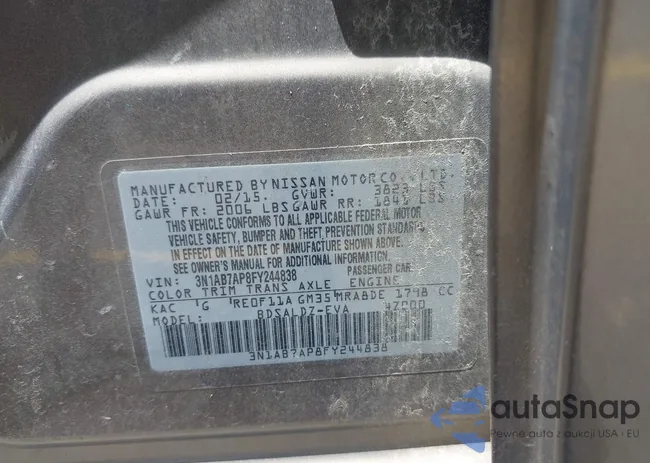 MANUFACTURED BY NISSAN MOTOR CO., LTD.
DATE: 02/15. GVWR: 3823 LBS
GAWR FR: 2006 LBS GAWR RR: 1841 LBS
THIS VEHICLE CONFORMS TO ALL APPLICABLE FEDERAL MOTOR
VEHICLE SAFETY, BUMPER AND THEFT PREVENTION STANDARDS
IN EFFECT ON THE DATE OF MANUFACTURE SHOWN ABOVE.
SEE OWNER'S MANUAL FOR ADDITIONAL INFORMATION.
VIN: 3N1AB7AP8FY244838 PASSENGER CAR
COLOR TRIM TRANS AXLE ENGINE
KAC G RE0F11A GM35 MRA8DE 1798 CC
MODEL: BDSALDZ-EVA 47000
3N1AB7AP8FY244838
autaSnap
Pewne auta z aukcji USA i EU